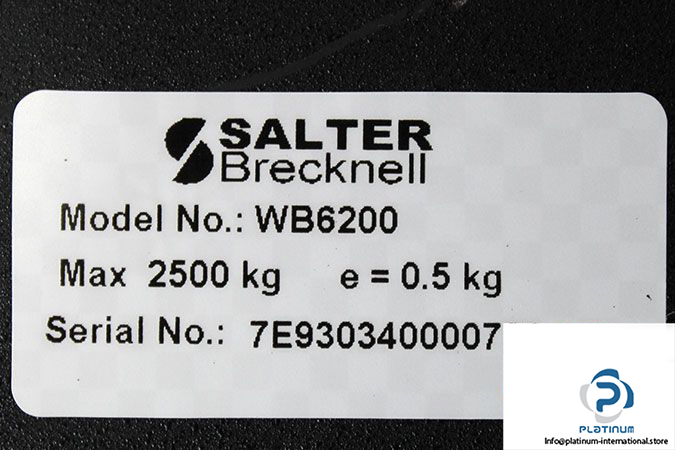 SALTER
Brecknell
Model No.: WB6200
Max 2500 kg e = 0.5 kg
Serial No.: 7E9303400007
PLATINUM
Info@platinum-international.store